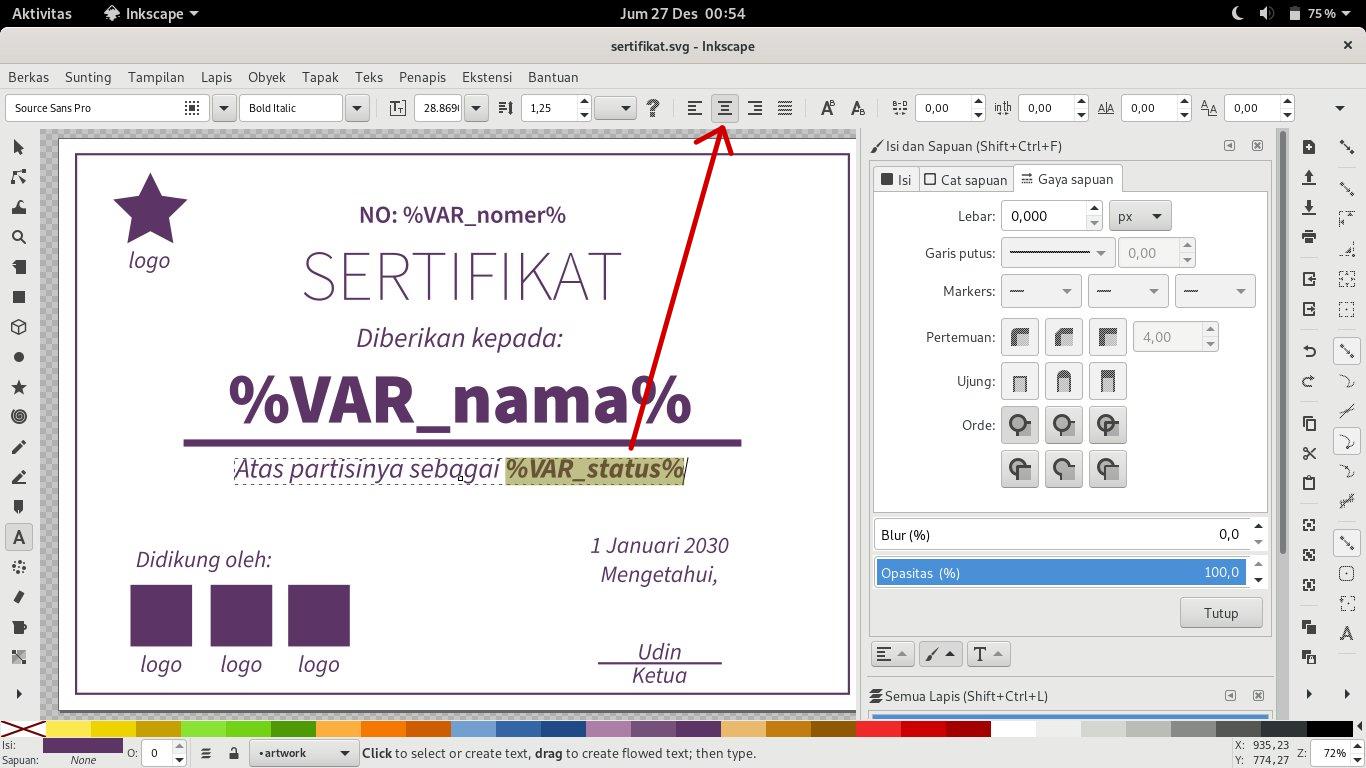 Aktivitas Inkscape Jum 27 Des 00:54 75 %
sertifikat.svg - Inkscape
Berkas Sunting Tampilan Lapis Obyek Tapak Teks Penapis Ekstensi Bantuan
Source Sans Pro Bold Italic 28.869 1,25 0,00 0,00 0,00 0,00
NO: %VAR_nomer%
logo
SERTIFIKAT
Diberikan kepada:
%VAR_nama%
Atas partisinya sebagai %VAR_status%
1 Januari 2030
Mengetahui,
Didikung oleh:
logo logo logo
Udin
Ketua
Isi dan Sapuan (Shift+Ctrl+F)
Isi Cat sapuan Gaya sapuan
Lebar: 0,000 px
Garis putus: 0,00
Markers:
Pertemuan: 4,00
Ujung:
Orde:
Blur (%) 0,0
Opasitas (%) 100,0
Tutup
Semua Lapis (Shift+Ctrl+L)
Isi: O: 0 •artwork Click to select or create text, drag to create flowed text; then type. X: 935,23 Z: 72%
Sapuan: None Y: 774,27